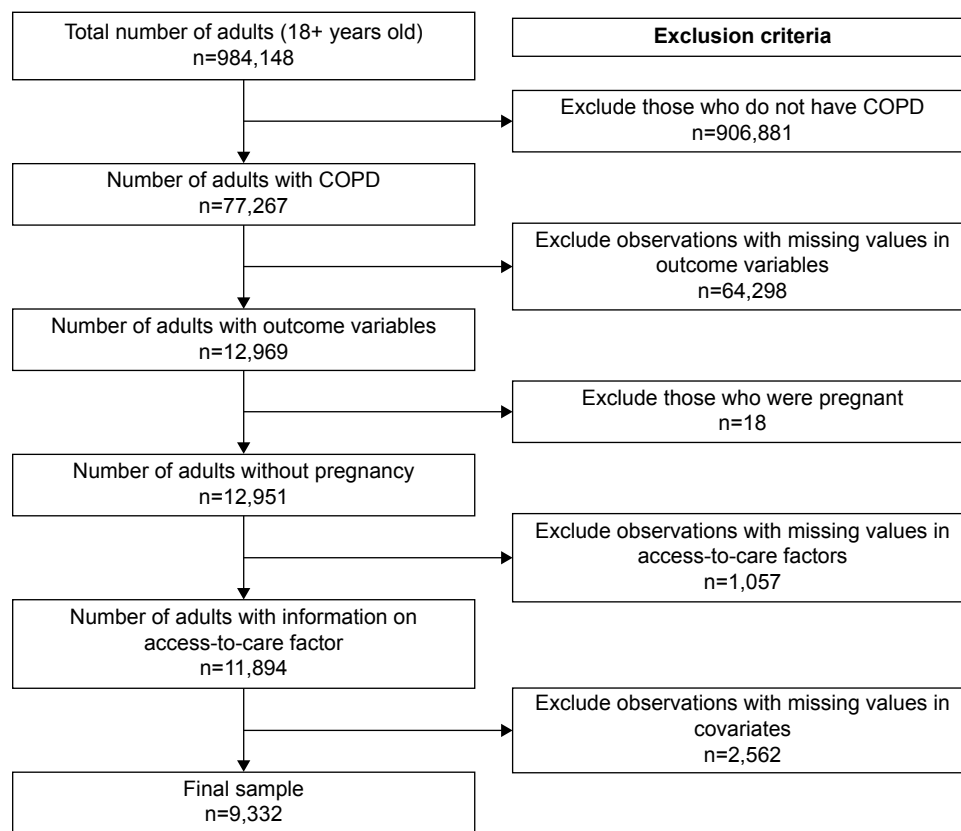 Total number of adults (18+ years old)
n=984,148
Exclusion criteria
Exclude those who do not have COPD
n=906,881
Number of adults with COPD
n=77,267
Exclude observations with missing values in
outcome variables
n=64,298
Number of adults with outcome variables
n=12,969
Exclude those who were pregnant
n=18
Number of adults without pregnancy
n=12,951
Exclude observations with missing values in
access-to-care factors
n=1,057
Number of adults with information on
access-to-care factor
n=11,894
Exclude observations with missing values in
covariates
n=2,562
Final sample
n=9,332